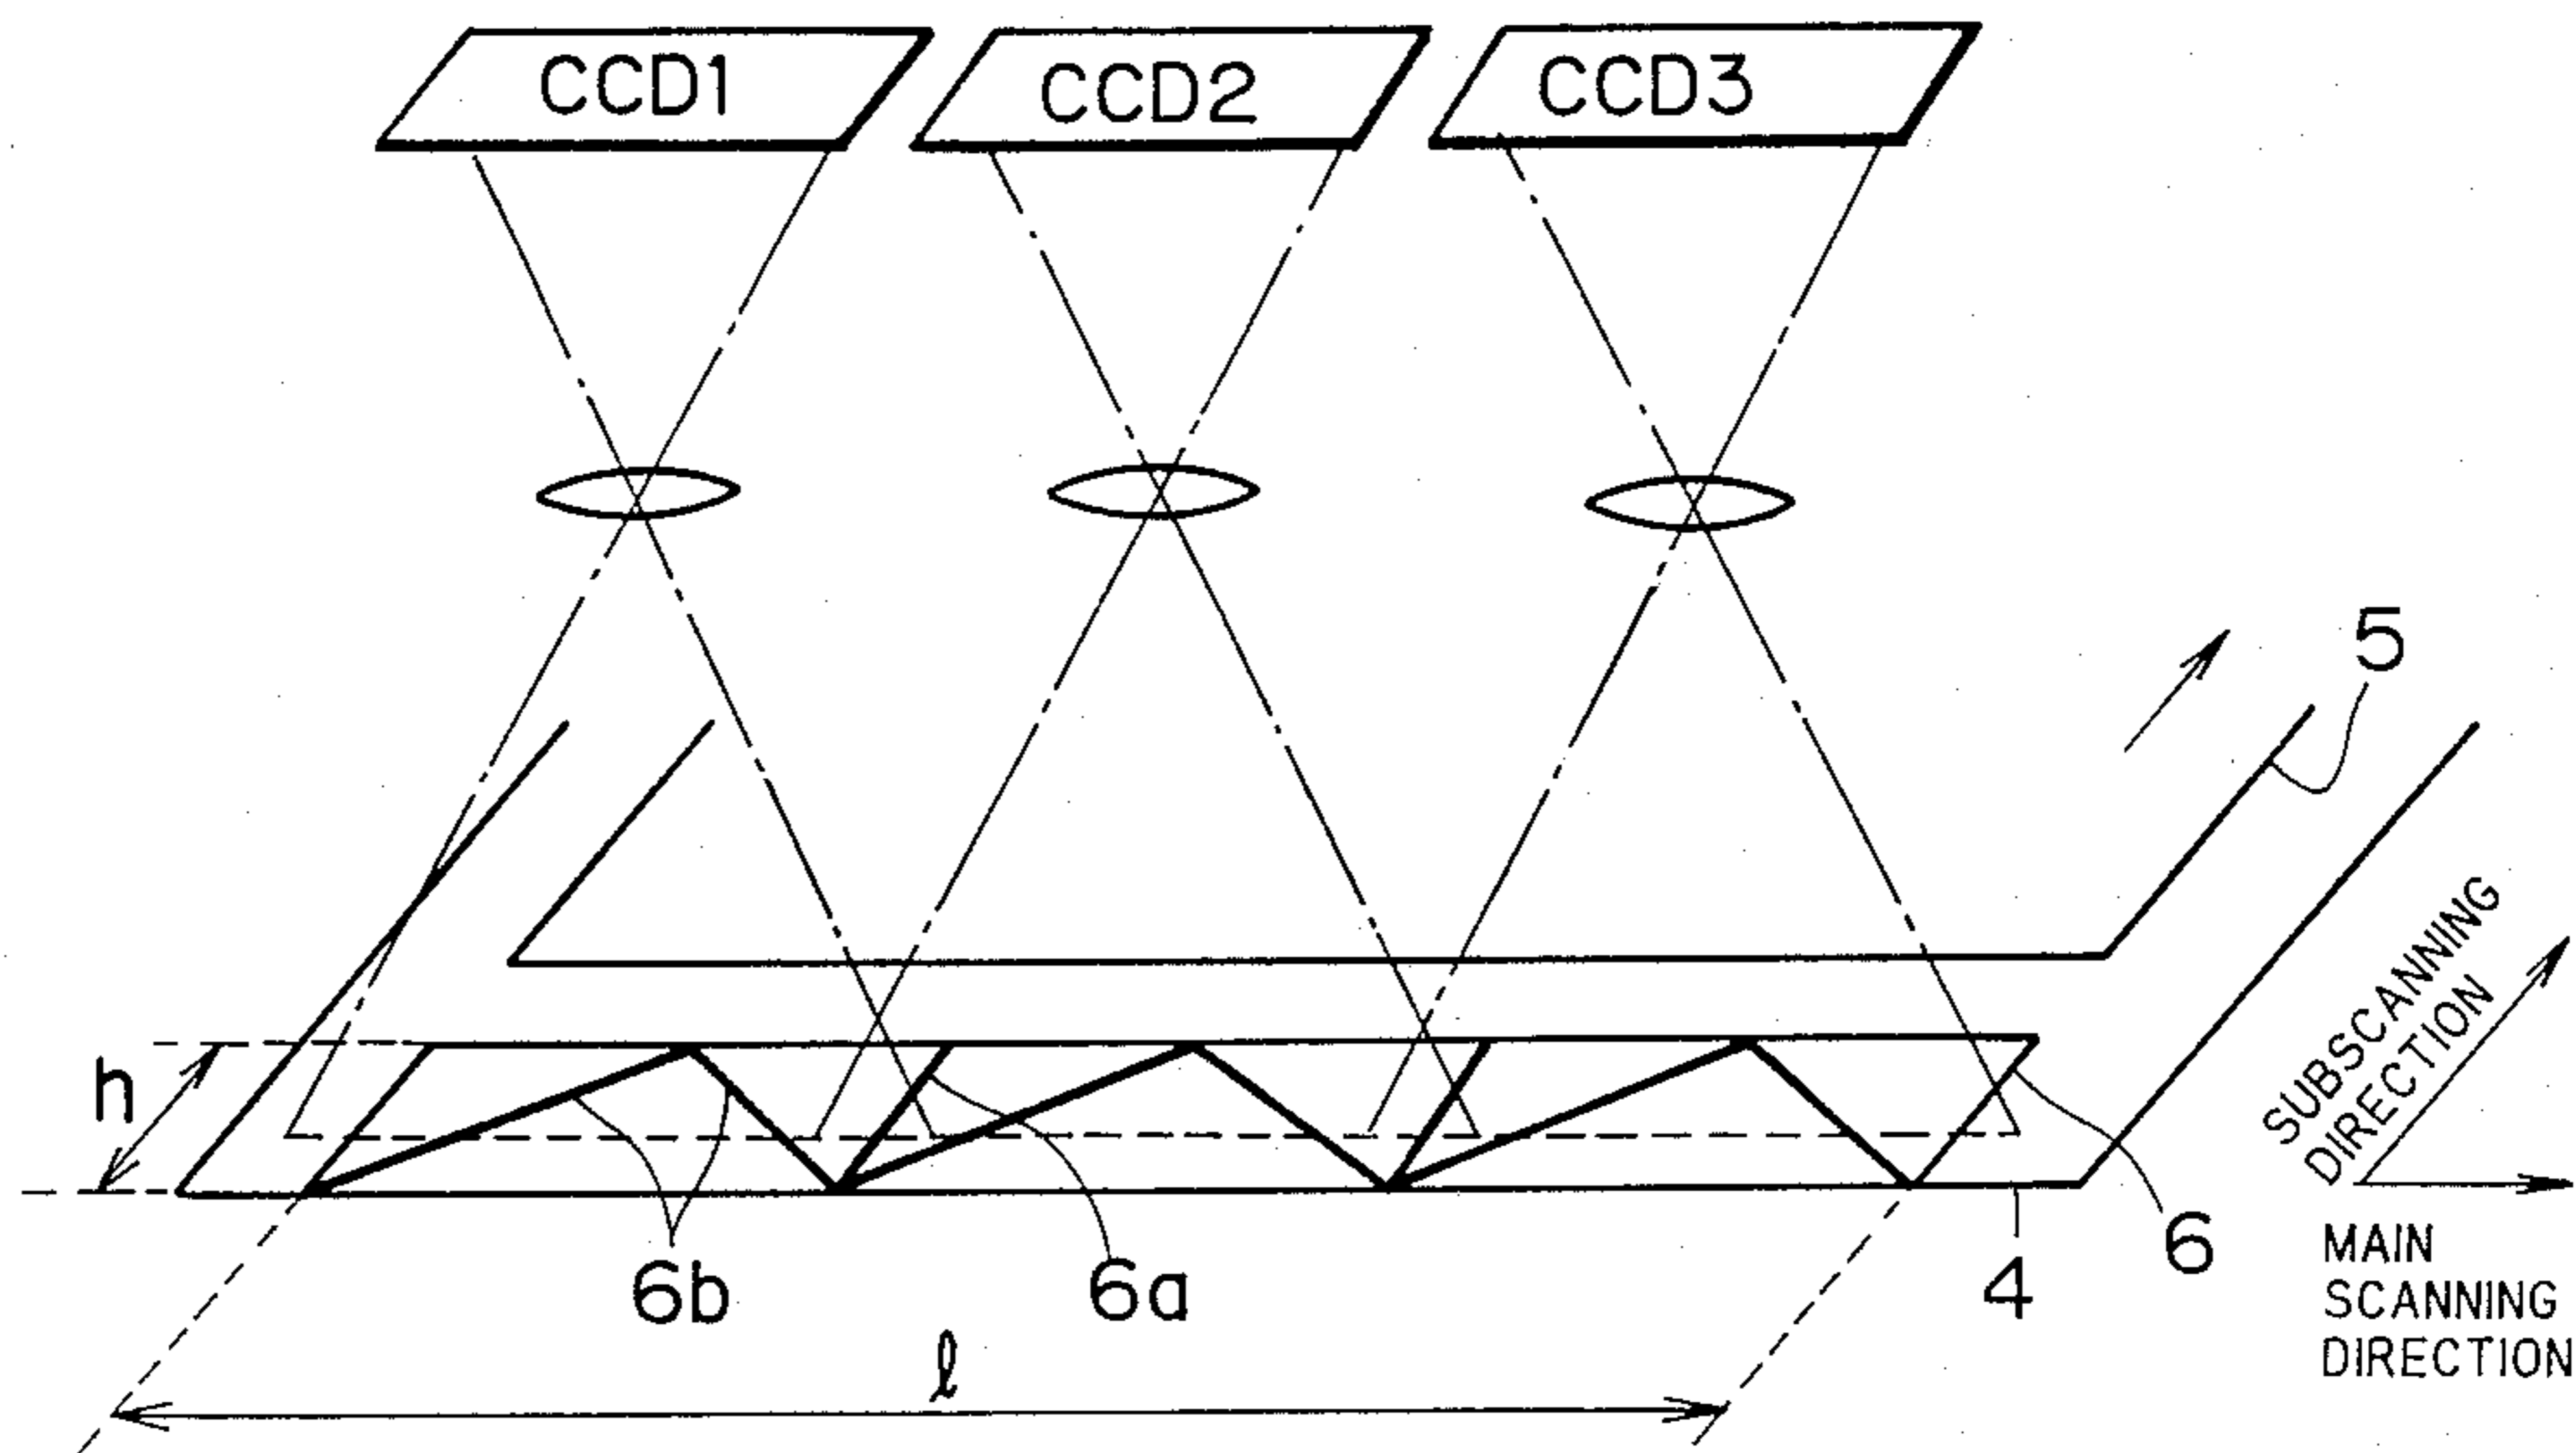 CCD1 CCD2 CCD3
5
SUBSCANNING
DIRECTION
h
6b 6a 4 6
MAIN
SCANNING
DIRECTION
ℓ